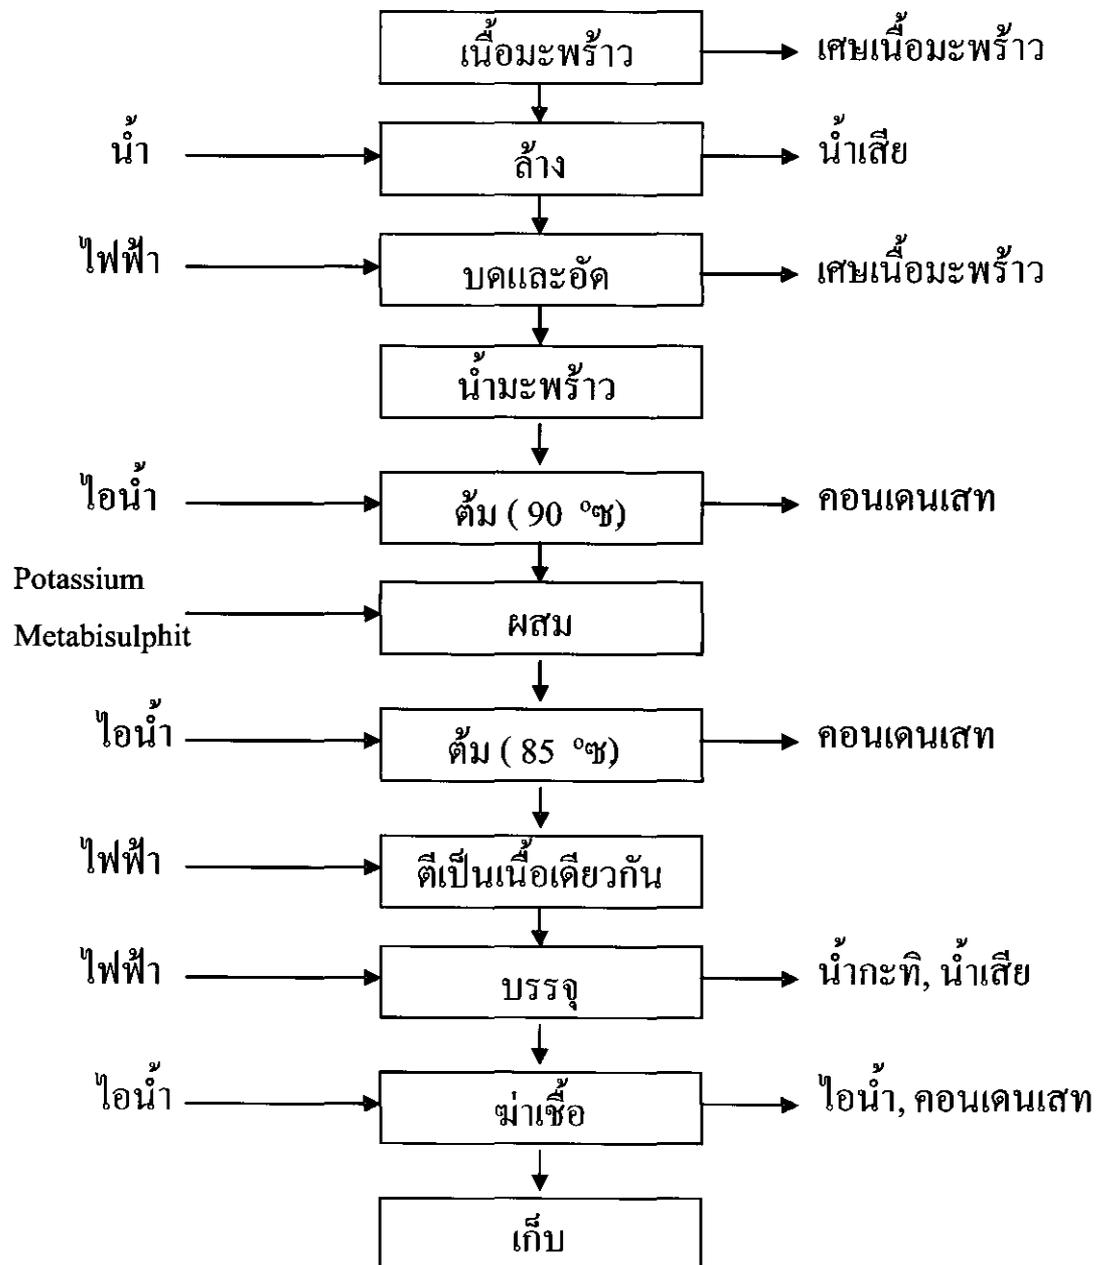 เนื้อมะพร้าว
เศษเนื้อมะพร้าว
น้ำ
ล้าง
น้ำเสีย
ไฟฟ้า
บดและอัด
เศษเนื้อมะพร้าว
น้ำมะพร้าว
ไอน้ำ
ต้ม ( 90 °ซ)
คอนเดนเสท
Potassium
Metabisulphit
ผสม
ไอน้ำ
ต้ม ( 85 °ซ)
คอนเดนเสท
ไฟฟ้า
ตีเป็นเนื้อเดียวกัน
ไฟฟ้า
บรรจุ
น้ำกะทิ, น้ำเสีย
ไอน้ำ
ฆ่าเชื้อ
ไอน้ำ, คอนเดนเสท
เก็บ